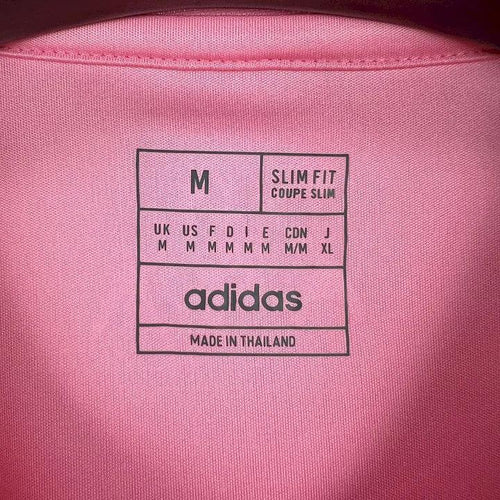 M
SLIM FIT
COUPE SLIM
UK US F D I E CDN J
M M M M M M M/M XL
adidas
MADE IN THAILAND